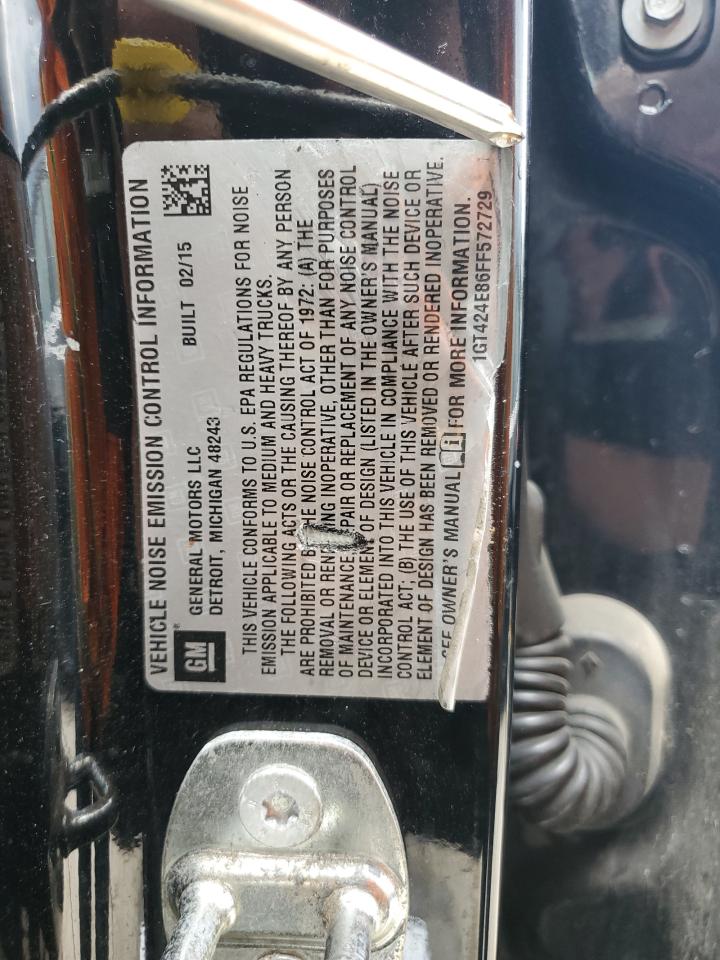 VEHICLE NOISE EMISSION CONTROL INFORMATION
GM
GENERAL MOTORS LLC
DETROIT, MICHIGAN 48243
BUILT 02/15
THIS VEHICLE CONFORMS TO U.S. EPA REGULATIONS FOR NOISE
EMISSION APPLICABLE TO MEDIUM AND HEAVY TRUCKS.
THE FOLLOWING ACTS OR THE CAUSING THEREOF BY ANY PERSON
ARE PROHIBITED THE NOISE CONTROL ACT OF 1972: (A) THE
REMOVAL OR INOPERATIVE, OTHER THAN FOR PURPOSES
OF MAINTENANCE, OR REPLACEMENT OF ANY NOISE CONTROL
DEVICE OR ELEMENT OF DESIGN (LISTED IN THE OWNER'S MANUAL)
INCORPORATED INTO THIS VEHICLE IN COMPLIANCE WITH THE NOISE
CONTROL ACT; (B) THE USE OF THIS VEHICLE AFTER SUCH DEVICE OR
ELEMENT OF DESIGN HAS BEEN REMOVED OR RENDERED INOPERATIVE.
SEE OWNER'S MANUAL i FOR MORE INFORMATION.
1GT424E86FF572729